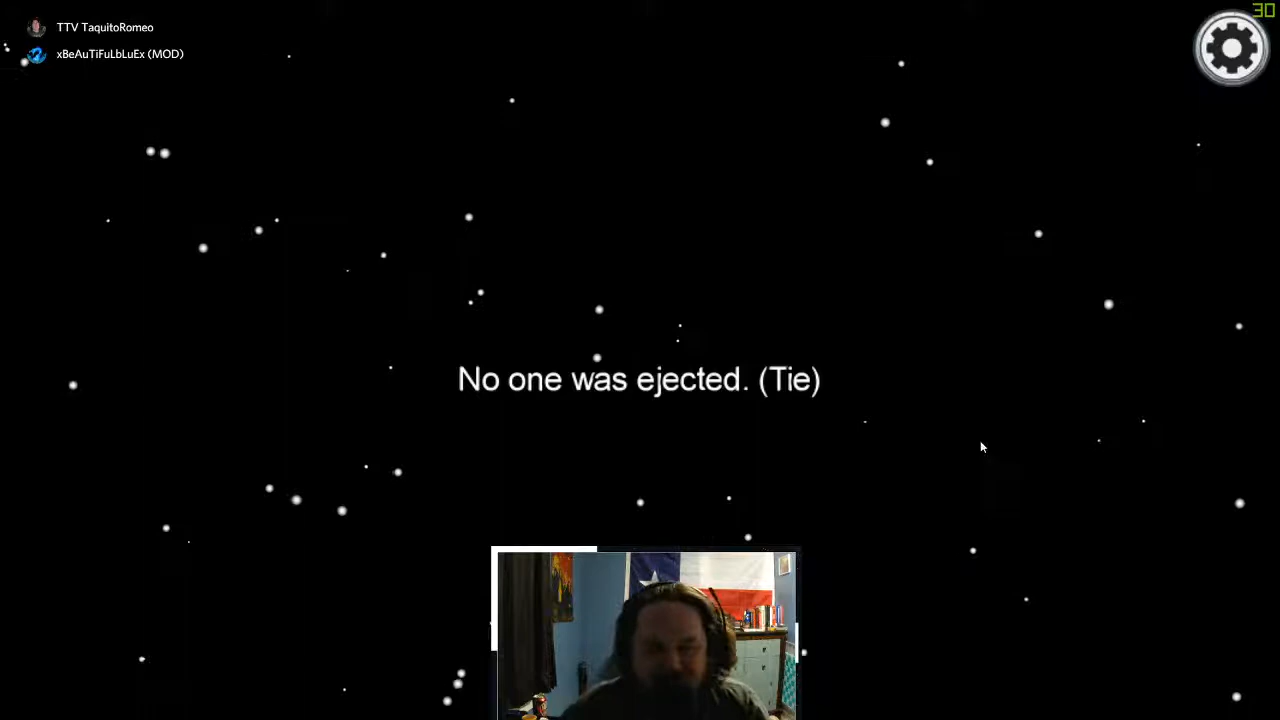 TTV TaquitoRomeo
xBeAuTiFuLbLuEx (MOD)
30
No one was ejected. (Tie)